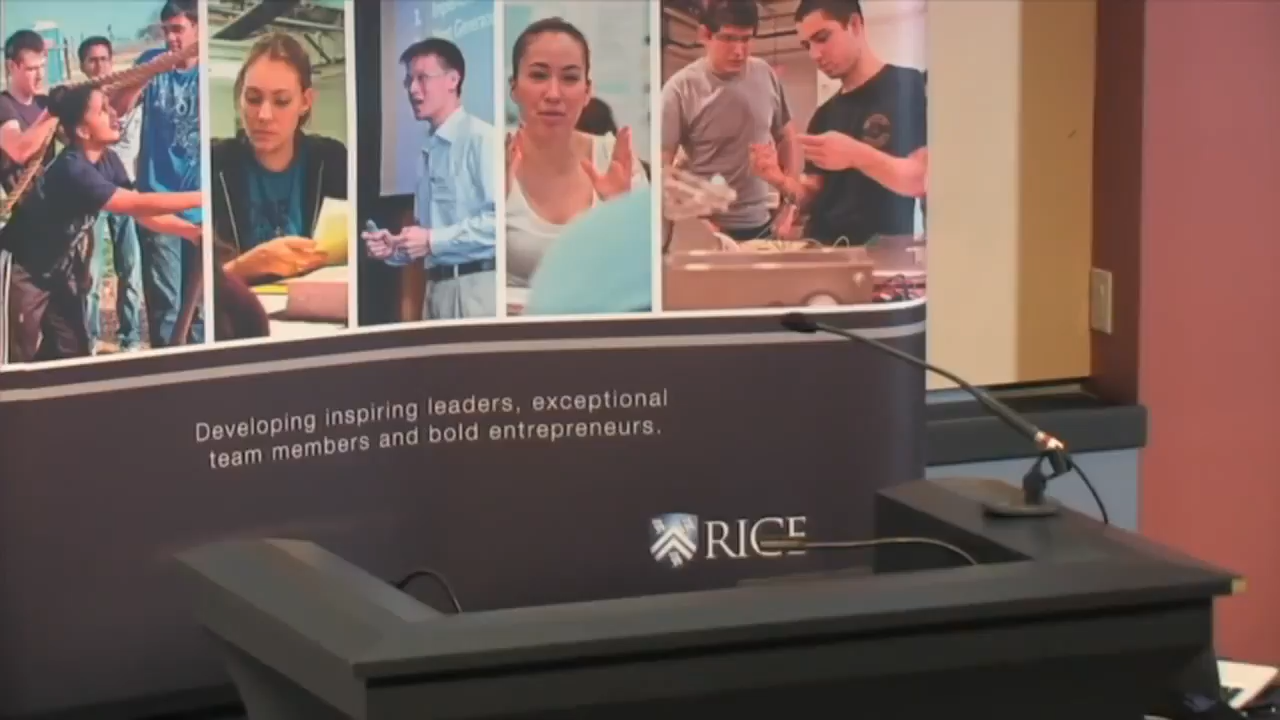 Developing inspiring leaders, exceptional
team members and bold entrepreneurs.
RICE